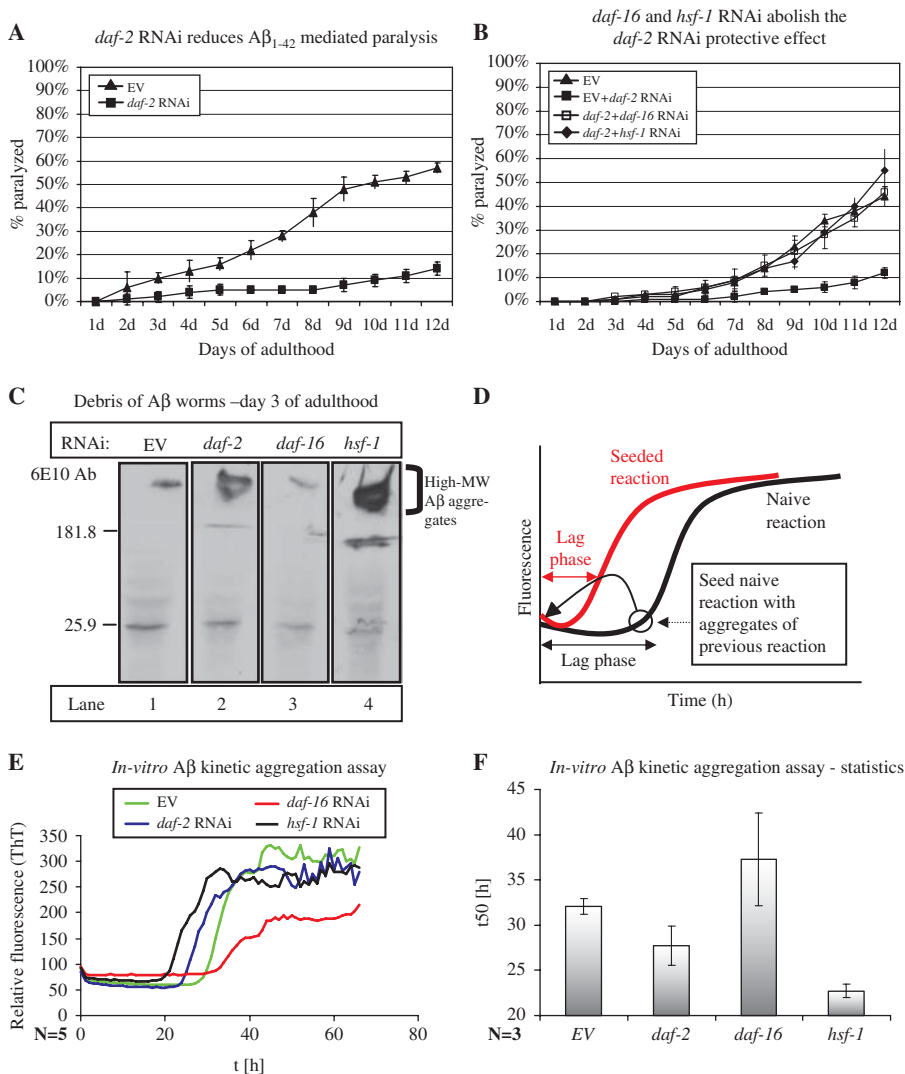 A
daf-2 RNAi reduces Aβ1-42 mediated paralysis
100%
90%
80%
70%
60%
50%
40%
30%
20%
10%
0%
% paralyzed
EV
daf-2 RNAi
1d 2d 3d 4d 5d 6d 7d 8d 9d 10d 11d 12d
Days of adulthood
B
daf-16 and hsf-1 RNAi abolish the
daf-2 RNAi protective effect
100%
90%
80%
70%
60%
50%
40%
30%
20%
10%
0%
% paralyzed
EV
EV+daf-2 RNAi
daf-2+daf-16 RNAi
daf-2+hsf-1 RNAi
1d 2d 3d 4d 5d 6d 7d 8d 9d 10d 11d 12d
Days of adulthood
C
Debris of Aβ worms –day 3 of adulthood
RNAi: EV daf-2 daf-16 hsf-1
6E10 Ab
181.8
25.9
High-MW
Aβ aggre-
gates
Lane 1 2 3 4
D
Fluorescence
Seeded
reaction
Naive
reaction
Lag
phase
Lag phase
Seed naive
reaction with
aggregates of
previous reaction
Time (h)
E
In-vitro Aβ kinetic aggregation assay
EV
daf-16 RNAi
daf-2 RNAi
hsf-1 RNAi
Relative fluorescence (ThT)
350
300
250
200
150
100
50
0
0 20 40 60 80
N=5
t [h]
F
In-vitro Aβ kinetic aggregation assay - statistics
t50 [h]
45
40
35
30
25
20
N=3
EV daf-2 daf-16 hsf-1